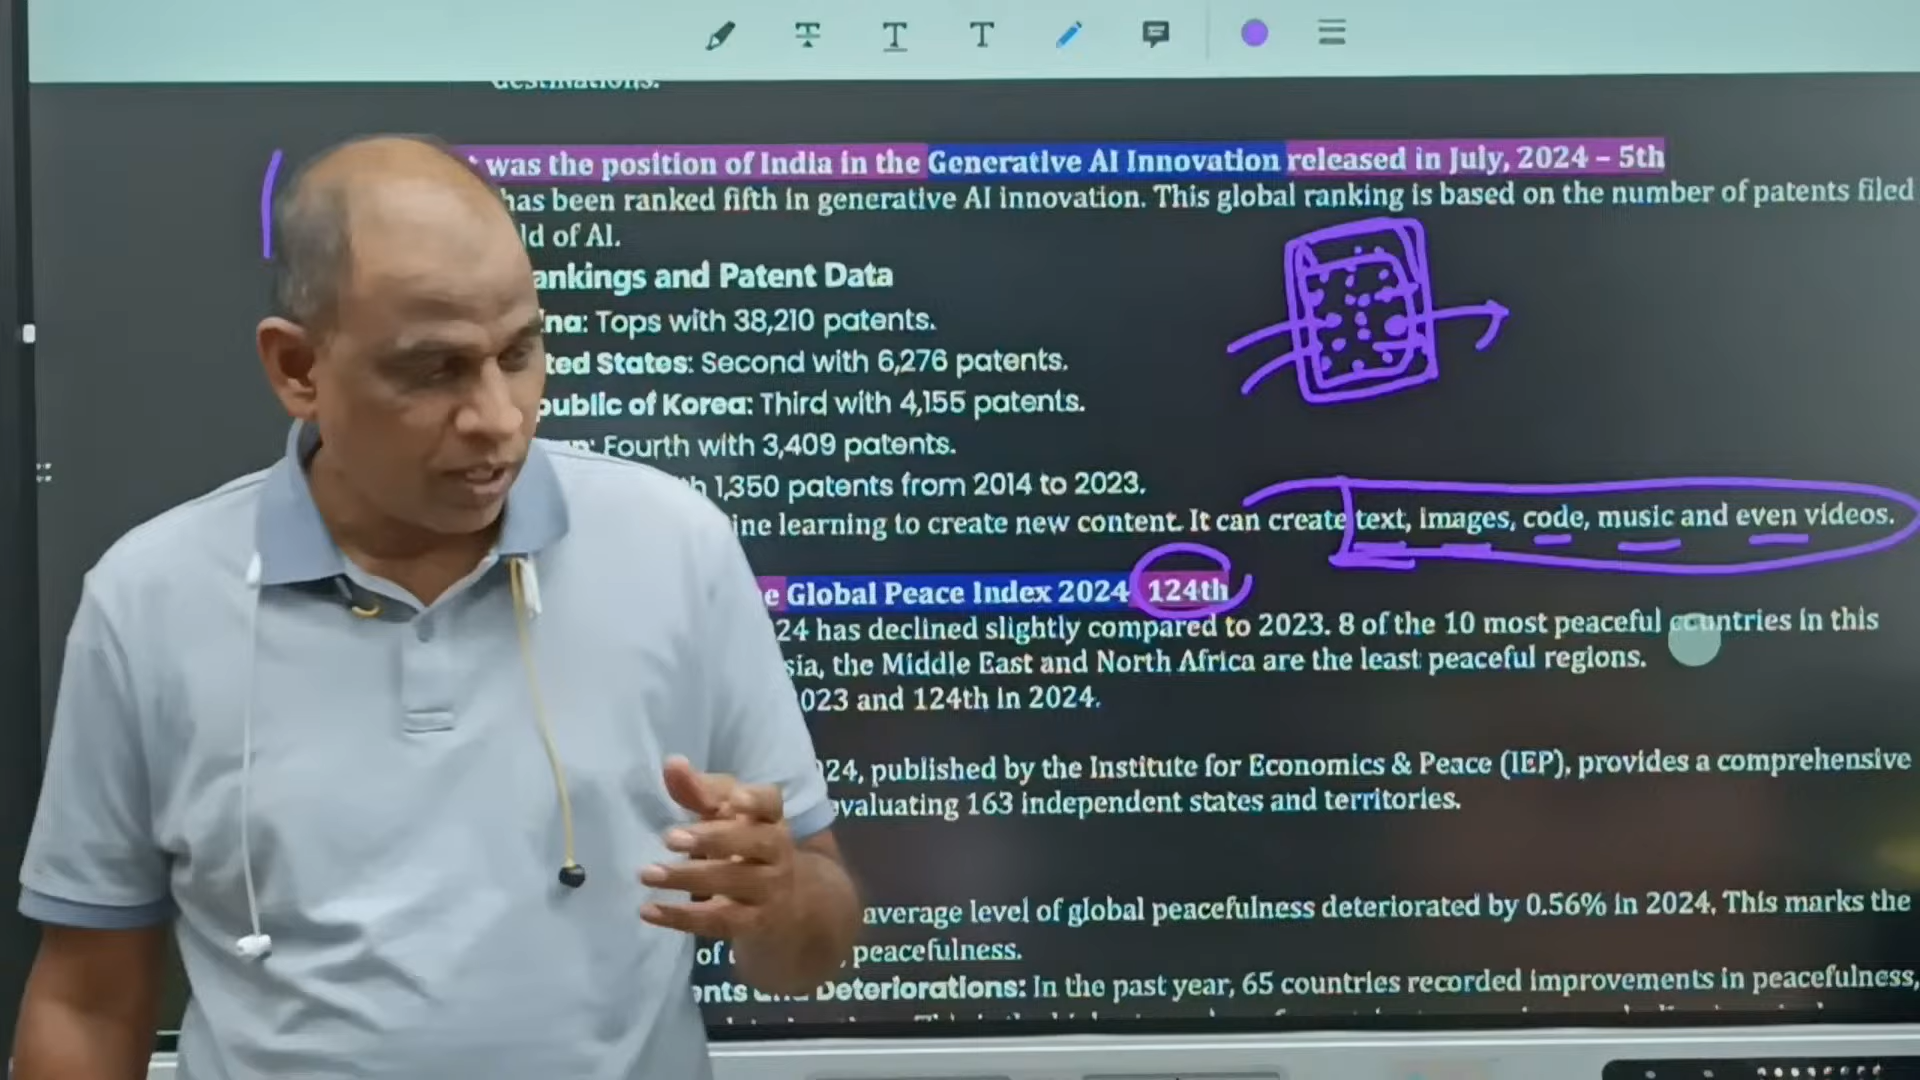 destinations.
was the position of India in the Generative AI Innovation released in July, 2024 – 5th
has been ranked fifth in generative AI innovation. This global ranking is based on the number of patents filed
ld of AI.
ankings and Patent Data
na: Tops with 38,210 patents.
ted States: Second with 6,276 patents.
public of Korea: Third with 4,155 patents.
Fourth with 3,409 patents.
h 1,350 patents from 2014 to 2023.
ine learning to create new content. It can create text, images, code, music and even videos.
e Global Peace Index 2024 124th
24 has declined slightly compared to 2023. 8 of the 10 most peaceful countries in this
sia, the Middle East and North Africa are the least peaceful regions.
023 and 124th in 2024.
24, published by the Institute for Economics & Peace (IEP), provides a comprehensive
evaluating 163 independent states and territories.
average level of global peacefulness deteriorated by 0.56% in 2024, This marks the
of peacefulness.
nts and Deteriorations: In the past year, 65 countries recorded improvements in peacefulness,